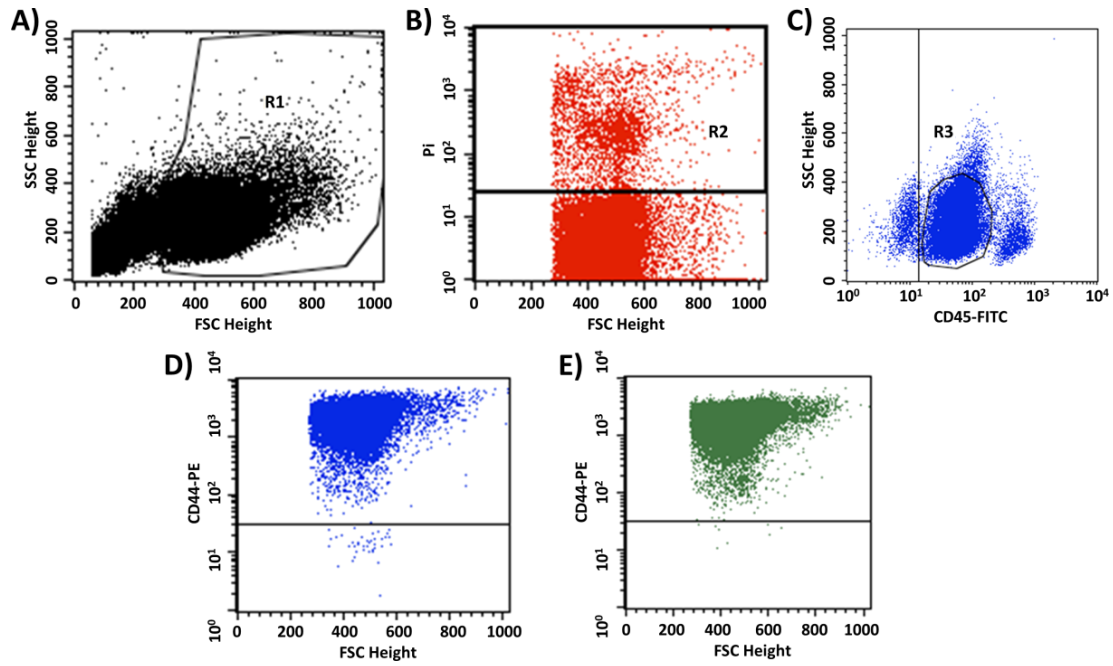 A)
1000
800
600
400
200
0
SSC Height
R1
0 200 400 600 800 1000
FSC Height
B)
10⁴
10³
10²
10¹
10⁰
Pi
R2
0 200 400 600 800 1000
FSC Height
C)
1000
800
600
400
200
0
SSC Height
R3
10⁰ 10¹ 10² 10³ 10⁴
CD45-FITC
D)
10⁴
10³
10²
10¹
10⁰
CD44-PE
0 200 400 600 800 1000
FSC Height
E)
10⁴
10³
10²
10¹
10⁰
CD44-PE
0 200 400 600 800 1000
FSC Height